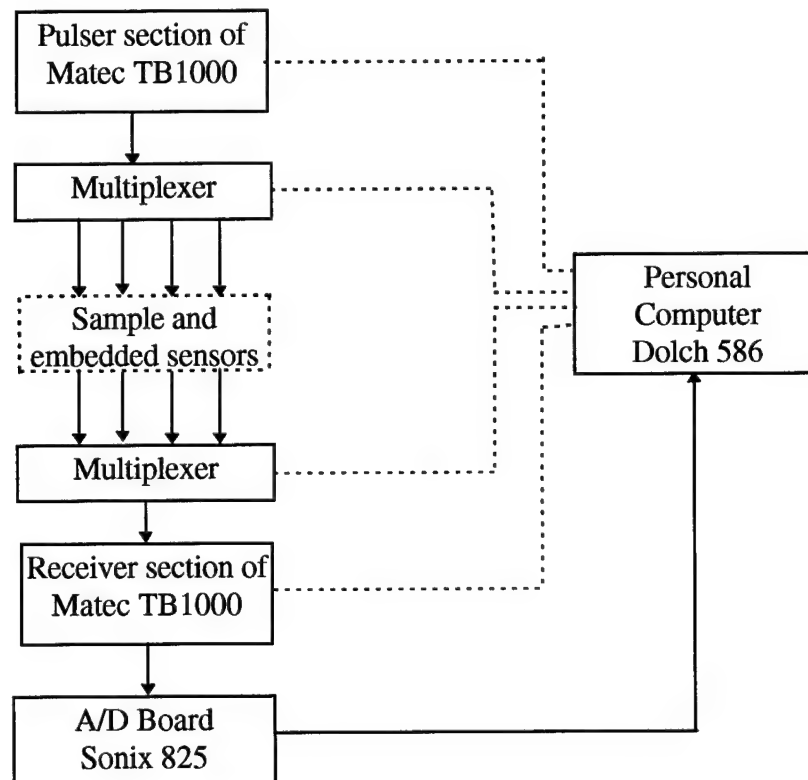 Pulser section of
Matec TB1000
Multiplexer
Sample and
embedded sensors
Multiplexer
Receiver section of
Matec TB1000
A/D Board
Sonix 825
Personal
Computer
Dolch 586